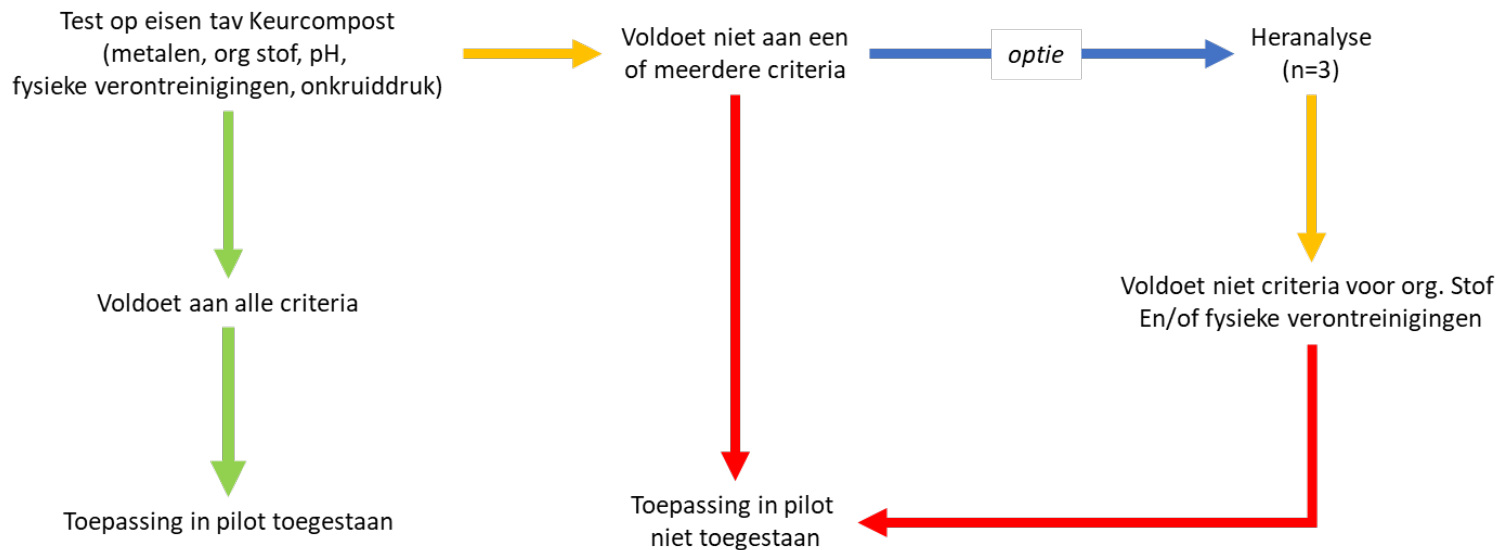 Test op eisen tav Keurcompost
(metalen, org stof, pH,
fysieke verontreinigingen, onkruiddruk)
Voldoet niet aan een
of meerdere criteria
optie
Heranalyse
(n=3)
Voldoet aan alle criteria
Voldoet niet criteria voor org. Stof
En/of fysieke verontreinigingen
Toepassing in pilot toegestaan
Toepassing in pilot
niet toegestaan